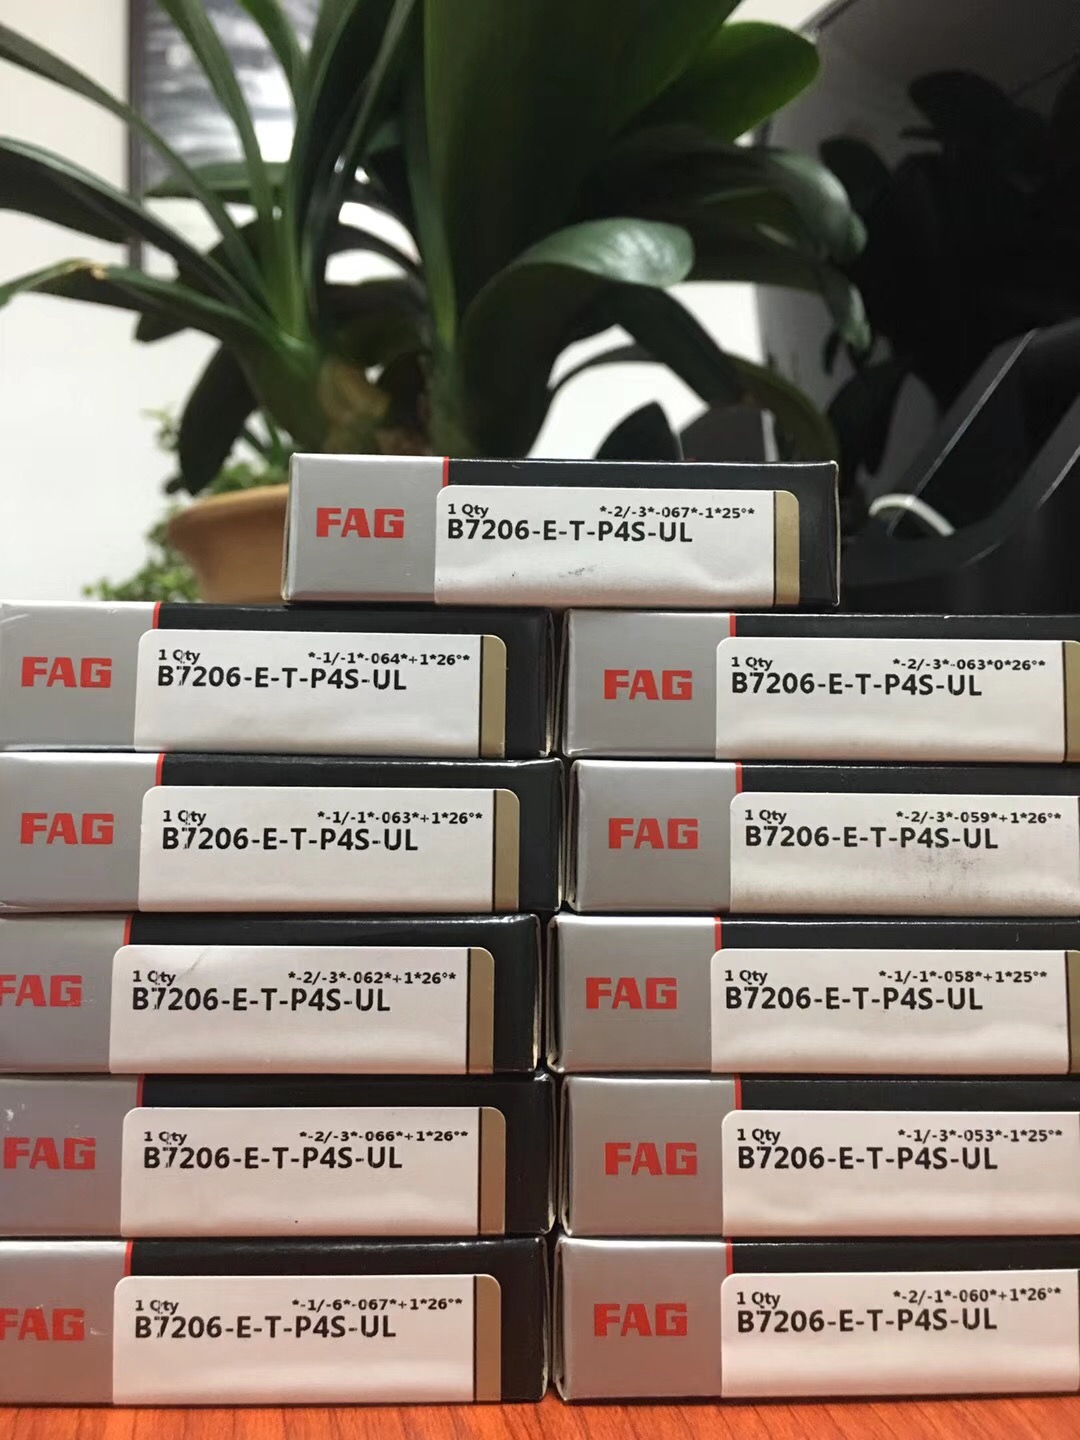 FAG
1 Qty *-2/-3*-067*-1*25°*
B7206-E-T-P4S-UL
FAG
1 Qty *-1/-1*-064*+1*26°*
B7206-E-T-P4S-UL
FAG
1 Qty *-2/-3*-063*0*26°*
B7206-E-T-P4S-UL
FAG
1 Qty *-1/-1*-063*+1*26°*
B7206-E-T-P4S-UL
FAG
1 Qty *-2/-3*-059*+1*26°*
B7206-E-T-P4S-UL
FAG
1 Qty *-2/-3*-062*+1*26°*
B7206-E-T-P4S-UL
FAG
1 Qty *-1/-1*-058*+1*25°*
B7206-E-T-P4S-UL
FAG
1 Qty *-2/-3*-066*+1*26°*
B7206-E-T-P4S-UL
FAG
1 Qty *-1/-3*-053*-1*25°*
B7206-E-T-P4S-UL
FAG
1 Qty *-1/-6*-067*+1*26°*
B7206-E-T-P4S-UL
FAG
1 Qty *-2/-1*-060*+1*26°*
B7206-E-T-P4S-UL